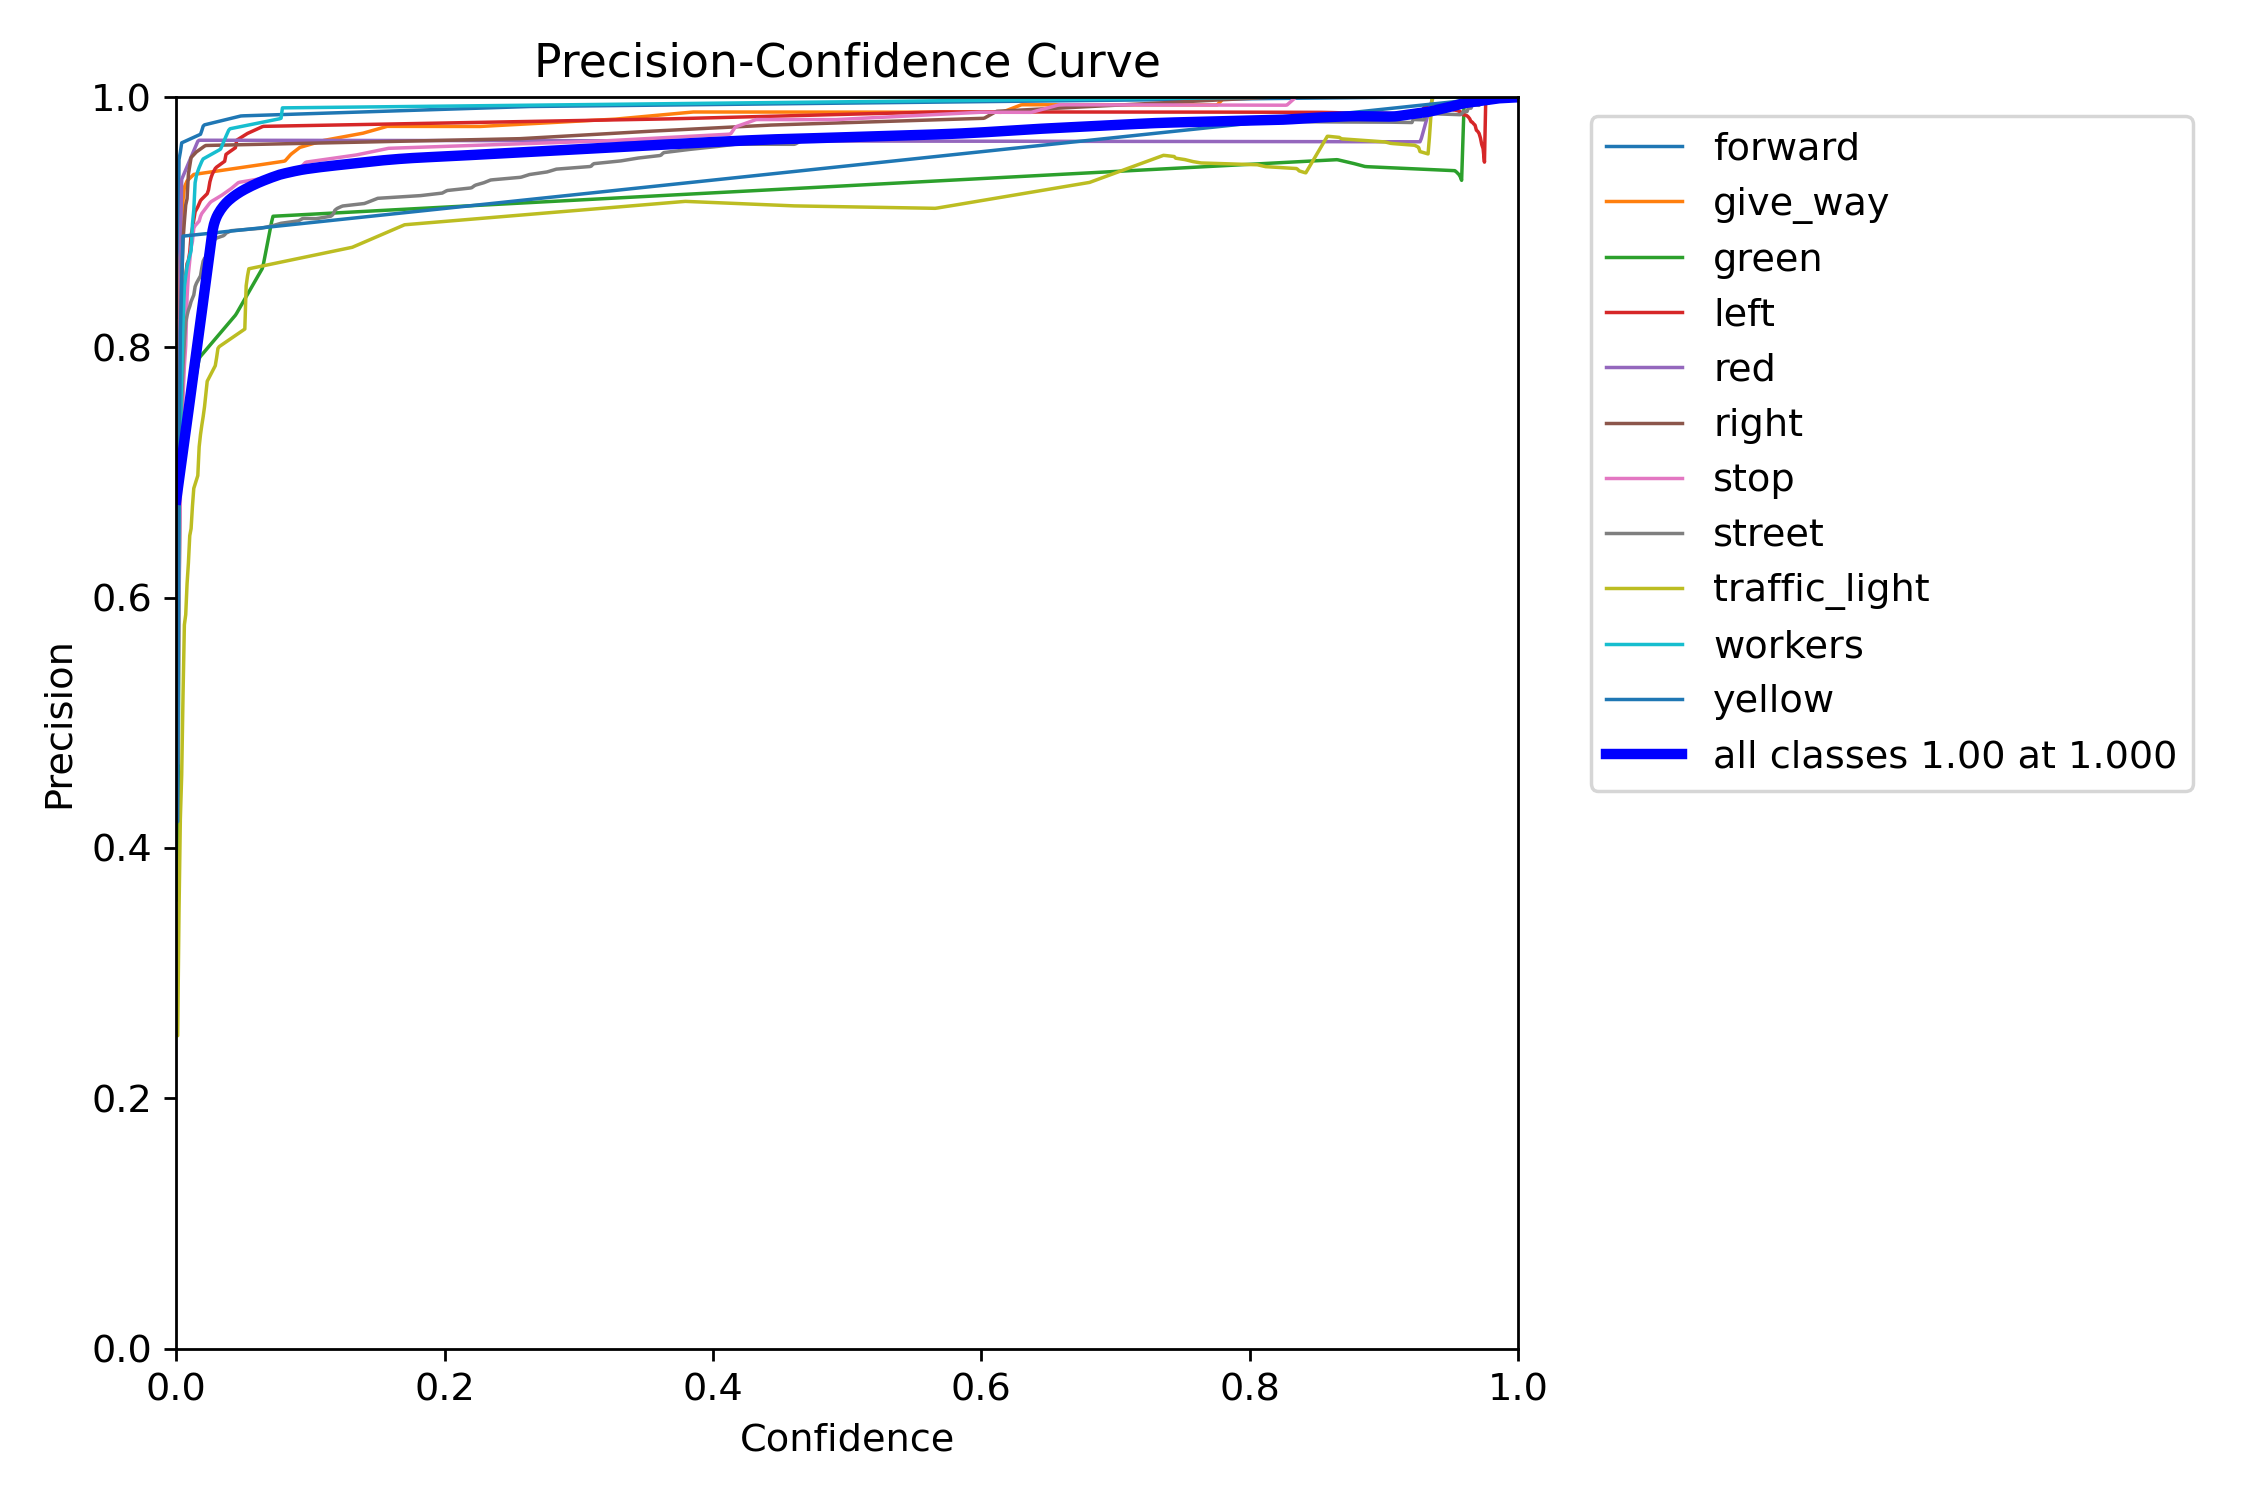 Precision-Confidence Curve
1.0
0.8
0.6
0.4
0.2
0.0
Precision
0.0 0.2 0.4 0.6 0.8 1.0
Confidence
forward
give_way
green
left
red
right
stop
street
traffic_light
workers
yellow
all classes 1.00 at 1.000